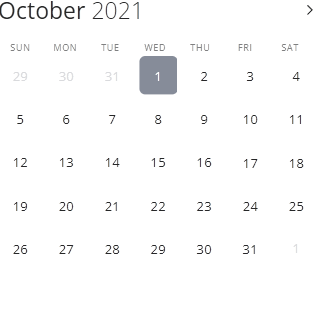 October 2021
SUN MON TUE WED THU FRI SAT
29 30 31 1 2 3 4
5 6 7 8 9 10 11
12 13 14 15 16 17 18
19 20 21 22 23 24 25
26 27 28 29 30 31 1